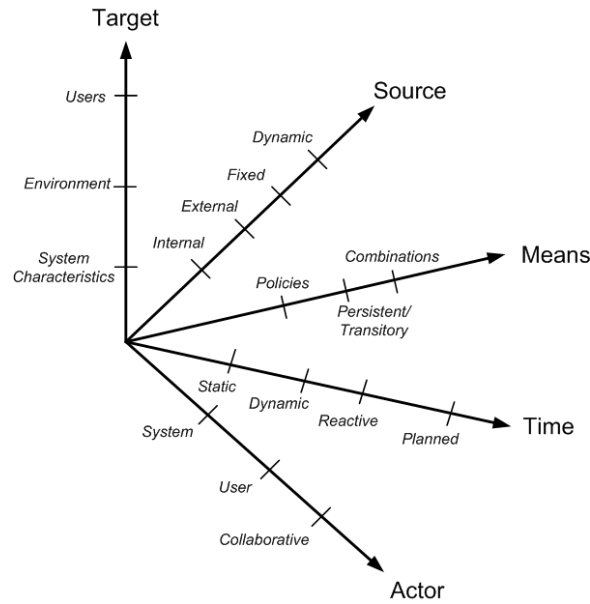 Target
Users
Environment
System
Characteristics
Source
Dynamic
Fixed
External
Internal
Means
Combinations
Policies
Persistent/
Transitory
Time
Static
Dynamic
Reactive
Planned
System
User
Collaborative
Actor